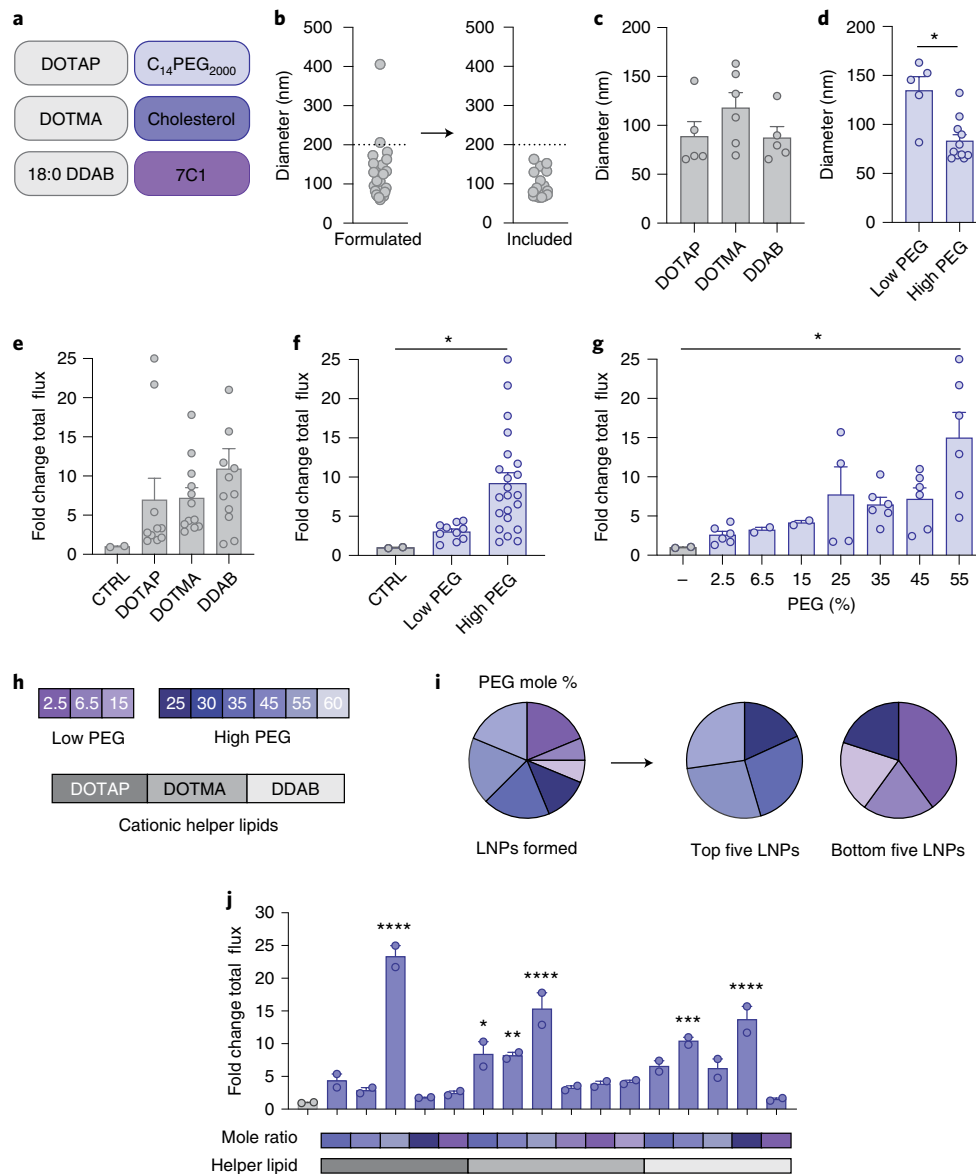 a
DOTAP C14PEG2000
DOTMA Cholesterol
18:0 DDAB 7C1
b
Diameter (nm)
500
400
300
200
100
0
Formulated
Diameter (nm)
500
400
300
200
100
0
Included
c
Diameter (nm)
200
150
100
50
0
DOTAP
DOTMA
DDAB
d
Diameter (nm)
200
150
100
50
0
*
Low PEG
High PEG
e
Fold change total flux
25
20
15
10
5
0
CTRL
DOTAP
DOTMA
DDAB
f
Fold change total flux
25
20
15
10
5
0
*
CTRL
Low PEG
High PEG
g
Fold change total flux
25
20
15
10
5
0
*
– 2.5 6.5 15 25 35 45 55
PEG (%)
h
2.5 6.5 15 25 30 35 45 55 60
Low PEG High PEG
DOTAP DOTMA DDAB
Cationic helper lipids
i
PEG mole %
LNPs formed Top five LNPs Bottom five LNPs
j
Fold change total flux
30
25
20
15
10
5
0
**** * ** **** *** ****
Mole ratio
Helper lipid